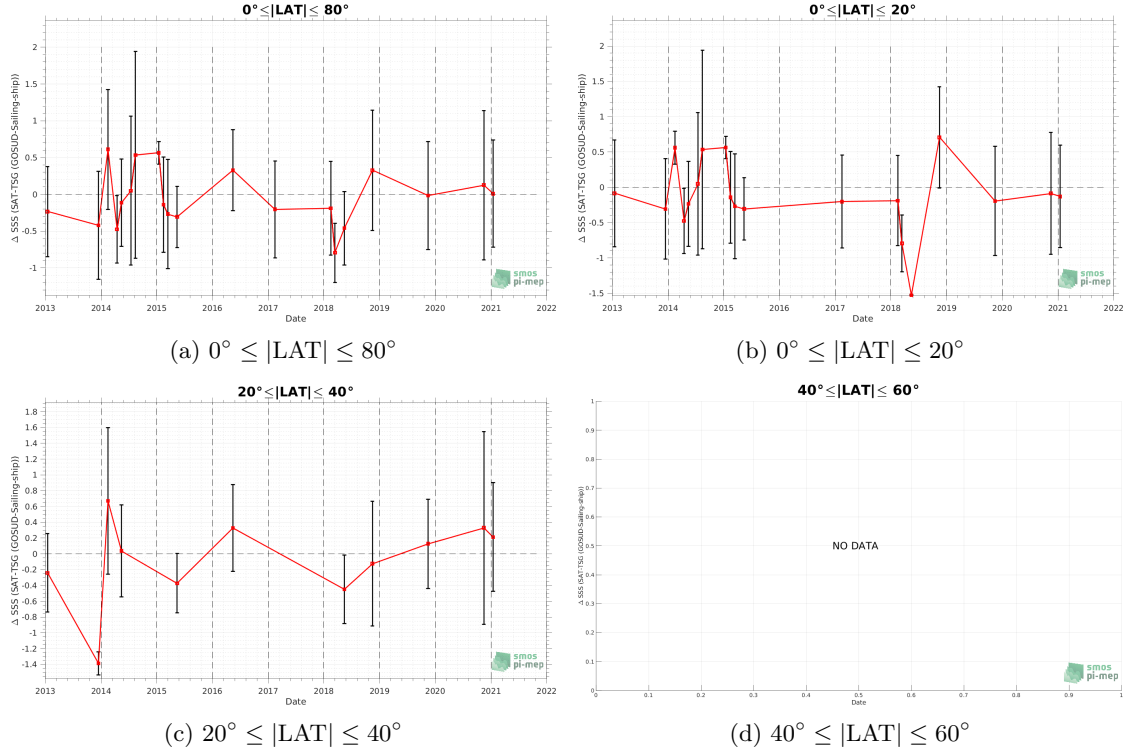 0°≤|LAT|≤ 80°
Δ SSS (SAT-TSG (GOSUD-Sailing-ship))
2
1.5
1
0.5
0
-0.5
-1
2013 2014 2015 2016 2017 2018 2019 2020 2021 2022
Date
smos
pi-mep
(a) 0° ≤ |LAT| ≤ 80°
0°≤|LAT|≤ 20°
Δ SSS (SAT-TSG (GOSUD-Sailing-ship))
2
1.5
1
0.5
0
-0.5
-1
-1.5
2013 2014 2015 2016 2017 2018 2019 2020 2021 2022
Date
smos
pi-mep
(b) 0° ≤ |LAT| ≤ 20°
20°≤|LAT|≤ 40°
Δ SSS (SAT-TSG (GOSUD-Sailing-ship))
1.8
1.6
1.4
1.2
1
0.8
0.6
0.4
0.2
0
-0.2
-0.4
-0.6
-0.8
-1
-1.2
-1.4
2013 2014 2015 2016 2017 2018 2019 2020 2021 2022
Date
smos
pi-mep
(c) 20° ≤ |LAT| ≤ 40°
40°≤|LAT|≤ 60°
Δ SSS (SAT-TSG (GOSUD-Sailing-ship))
1
0.9
0.8
0.7
0.6
0.5
0.4
0.3
0.2
0.1
0
NO DATA
0 0.1 0.2 0.3 0.4 0.5 0.6 0.7 0.8 0.9 1
Date
smos
pi-mep
(d) 40° ≤ |LAT| ≤ 60°